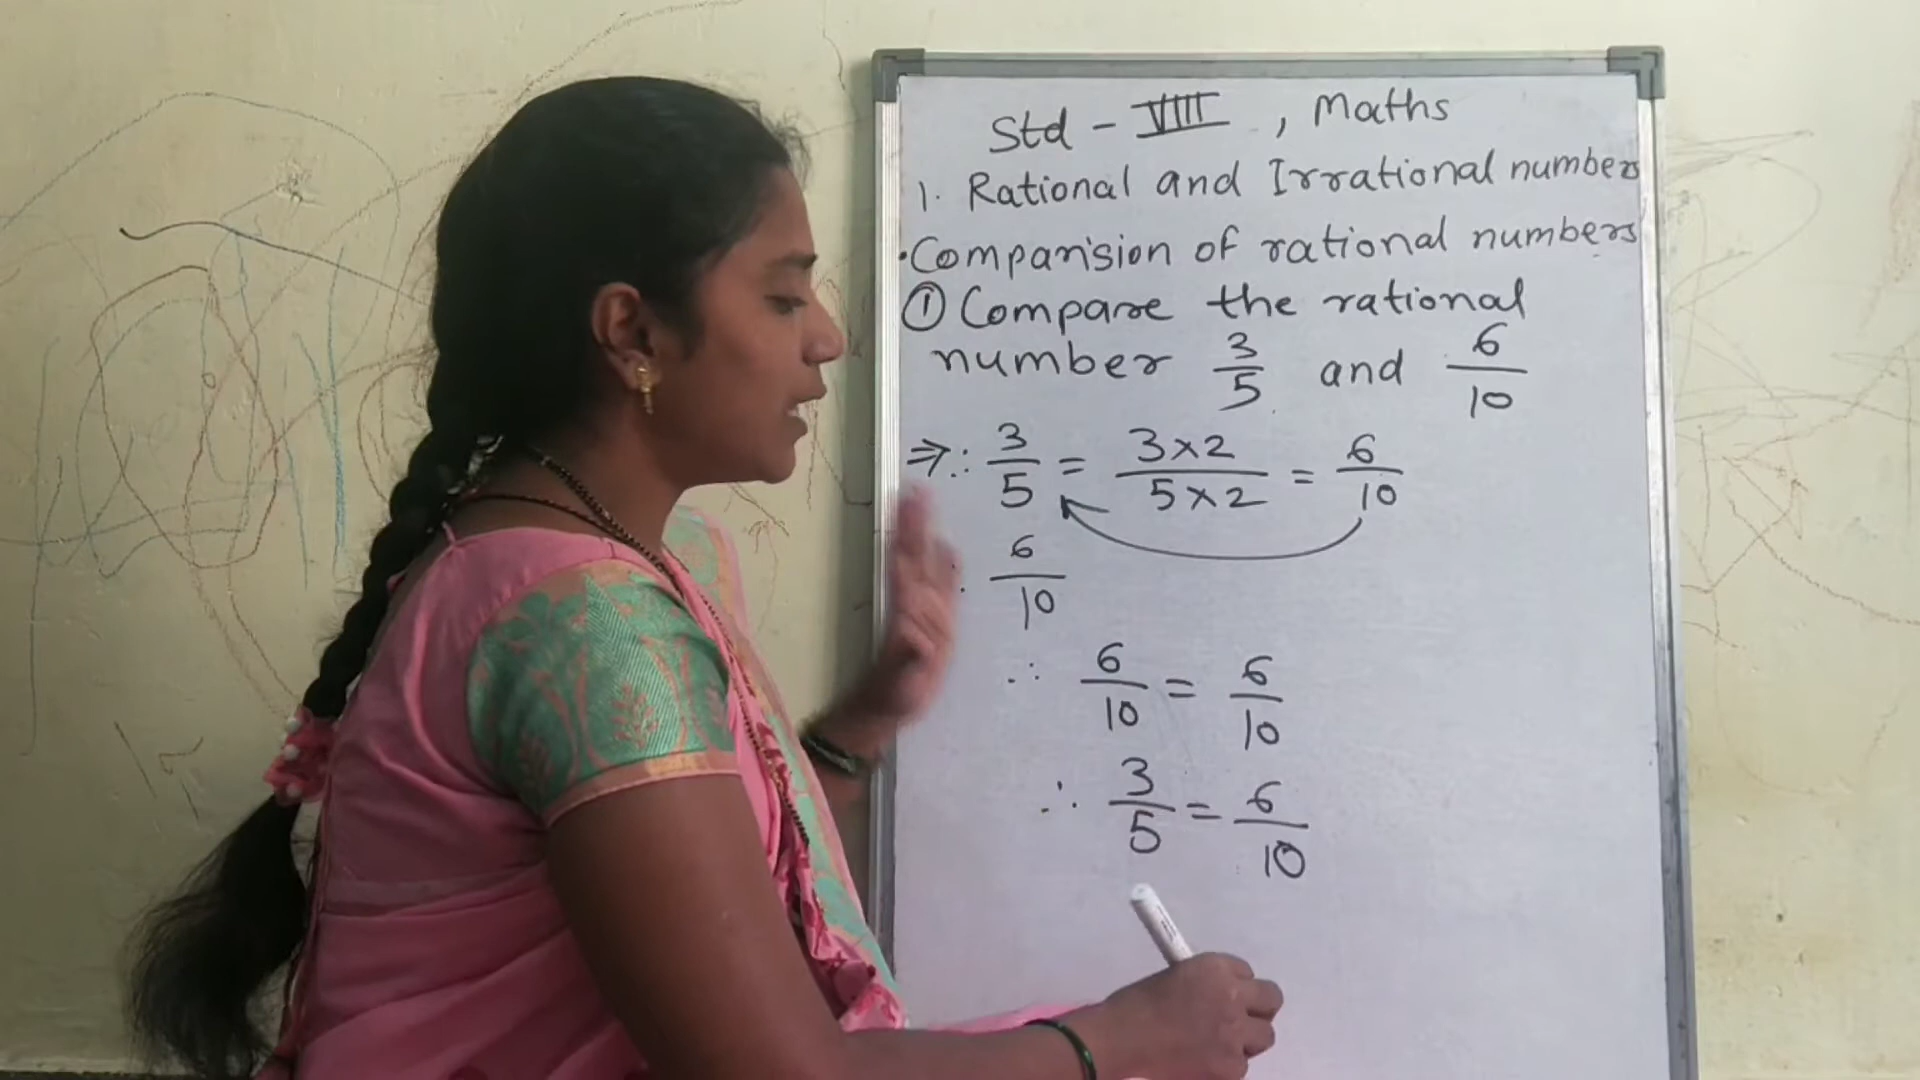 Std - VIII, Maths
1. Rational and Irrational numbers
• Comparision of rational numbers
① Compare the rational
number 3/5 and 6/10
⇒ ∴ 3/5 = 3×2/5×2 = 6/10
6/10
∴ 6/10 = 6/10
∴ 3/5 = 6/10